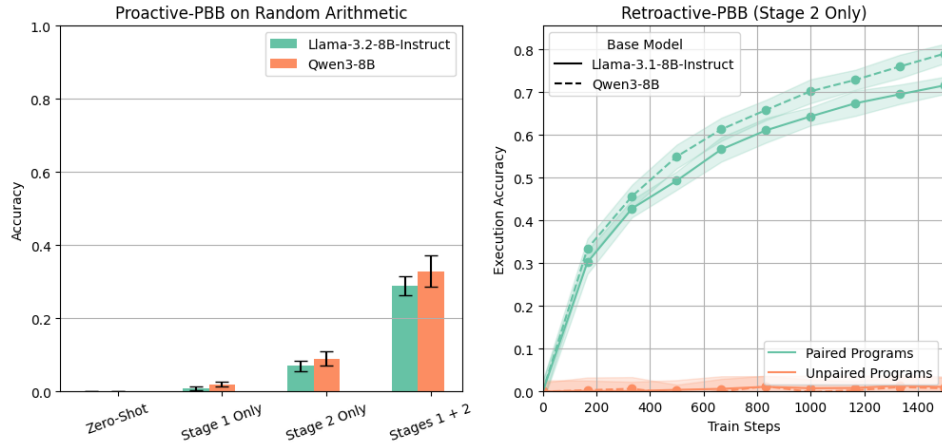 Proactive-PBB on Random Arithmetic
1.0
0.8
0.6
0.4
0.2
0.0
Accuracy
Llama-3.2-8B-Instruct
Qwen3-8B
Zero-Shot
Stage 1 Only
Stage 2 Only
Stages 1 + 2
Retroactive-PBB (Stage 2 Only)
0.8
0.7
0.6
0.5
0.4
0.3
0.2
0.1
0.0
Execution Accuracy
Base Model
Llama-3.1-8B-Instruct
Qwen3-8B
Paired Programs
Unpaired Programs
0 200 400 600 800 1000 1200 1400
Train Steps